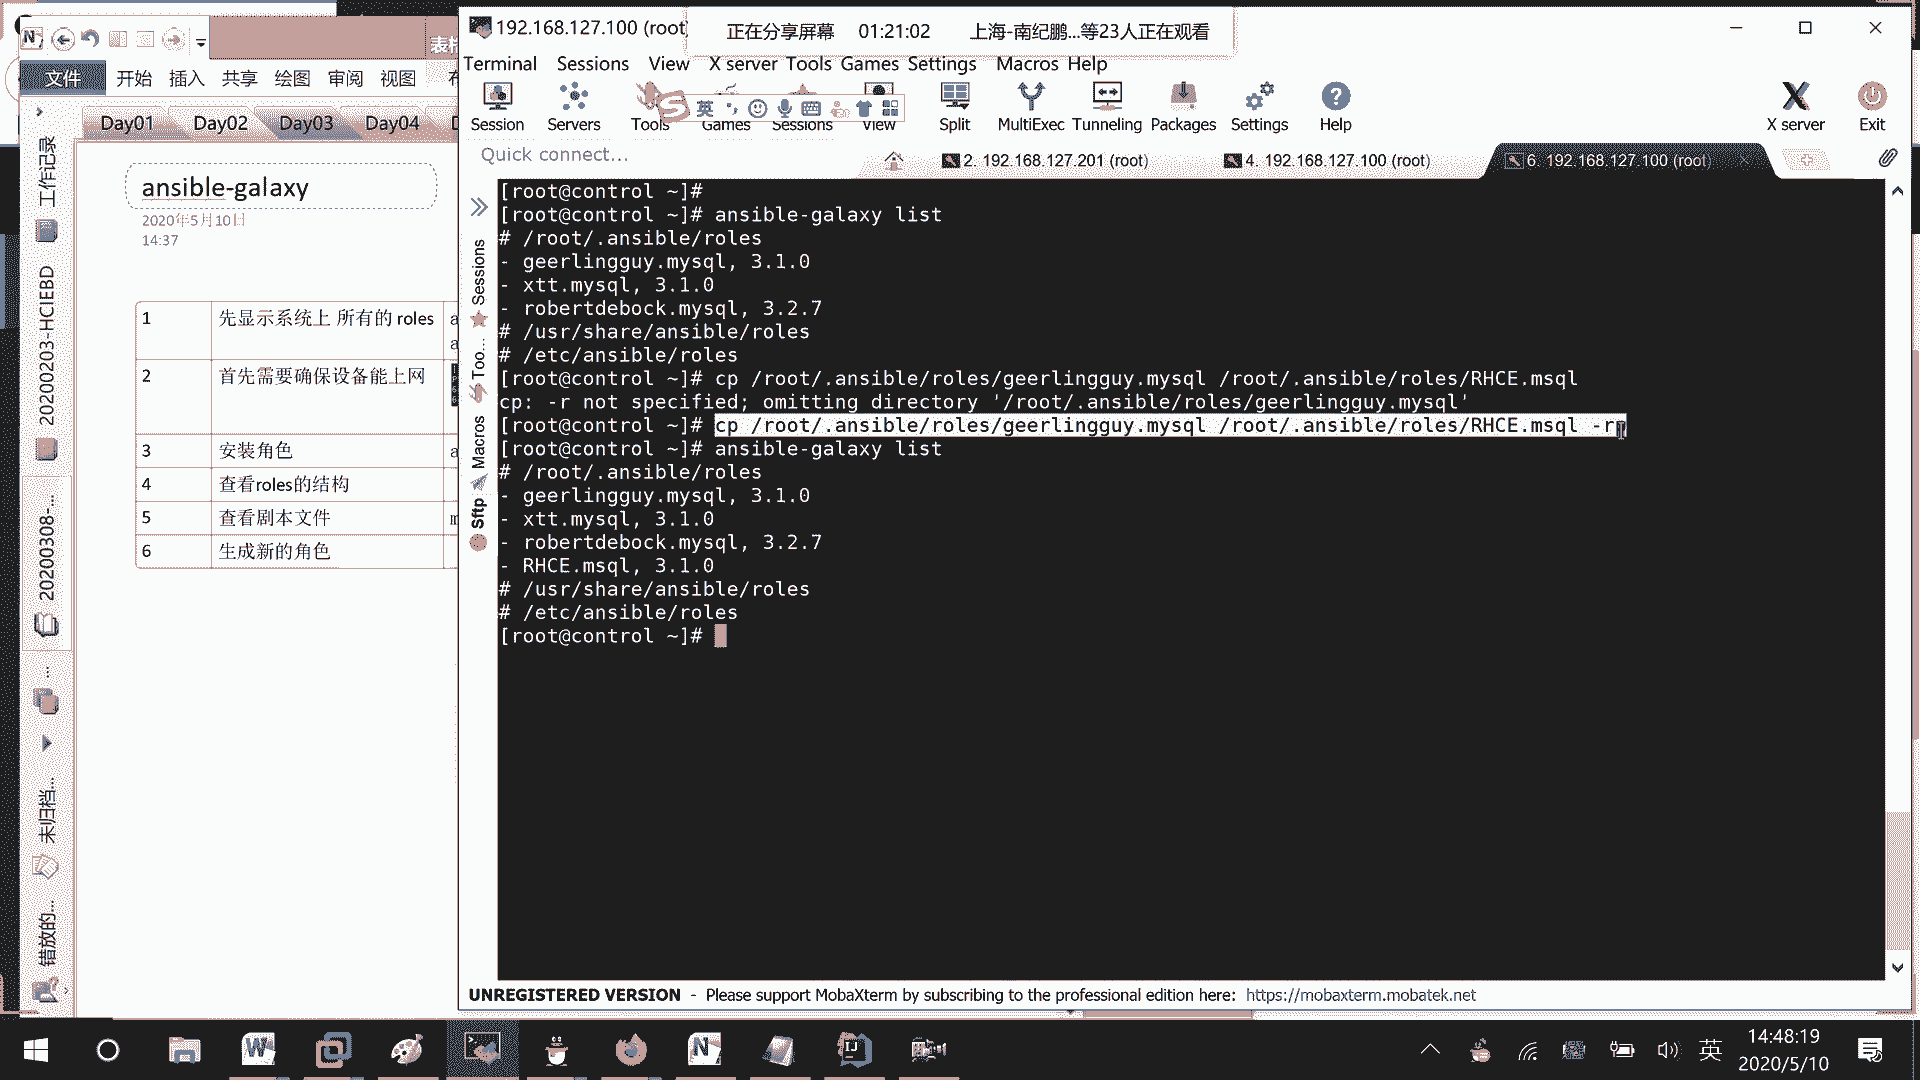 192.168.127.100 (root)
正在分享屏幕 01:21:02 上海-南纪鹏...等23人正在观看
Terminal Sessions View X server Tools Games Settings Macros Help
Session Servers Tools Games Sessions View Split MultiExec Tunneling Packages Settings Help X server Exit
英
Quick connect...
2. 192.168.127.201 (root)
4. 192.168.127.100 (root)
6. 192.168.127.100 (root)
文件 开始 插入 共享 绘图 审阅 视图
Day01 Day02 Day03 Day04
工作记录
20200203-HCIEBD
20200308-...
未归档...
错放的...
ansible-galaxy
2020年5月10日
14:37
1 先显示系统上 所有的 roles
2 首先需要确保设备能上网
3 安装角色
4 查看roles的结构
5 查看剧本文件
6 生成新的角色
Sessions
Too...
Macros
Sftp
[root@control ~]#
[root@control ~]# ansible-galaxy list
# /root/.ansible/roles
- geerlingguy.mysql, 3.1.0
- xtt.mysql, 3.1.0
- robertdebock.mysql, 3.2.7
# /usr/share/ansible/roles
# /etc/ansible/roles
[root@control ~]# cp /root/.ansible/roles/geerlingguy.mysql /root/.ansible/roles/RHCE.msql
cp: -r not specified; omitting directory '/root/.ansible/roles/geerlingguy.mysql'
[root@control ~]# cp /root/.ansible/roles/geerlingguy.mysql /root/.ansible/roles/RHCE.msql -r
[root@control ~]# ansible-galaxy list
# /root/.ansible/roles
- geerlingguy.mysql, 3.1.0
- xtt.mysql, 3.1.0
- robertdebock.mysql, 3.2.7
- RHCE.msql, 3.1.0
# /usr/share/ansible/roles
# /etc/ansible/roles
[root@control ~]#
UNREGISTERED VERSION - Please support MobaXterm by subscribing to the professional edition here: https://mobaxterm.mobatek.net
英
14:48:19
2020/5/10